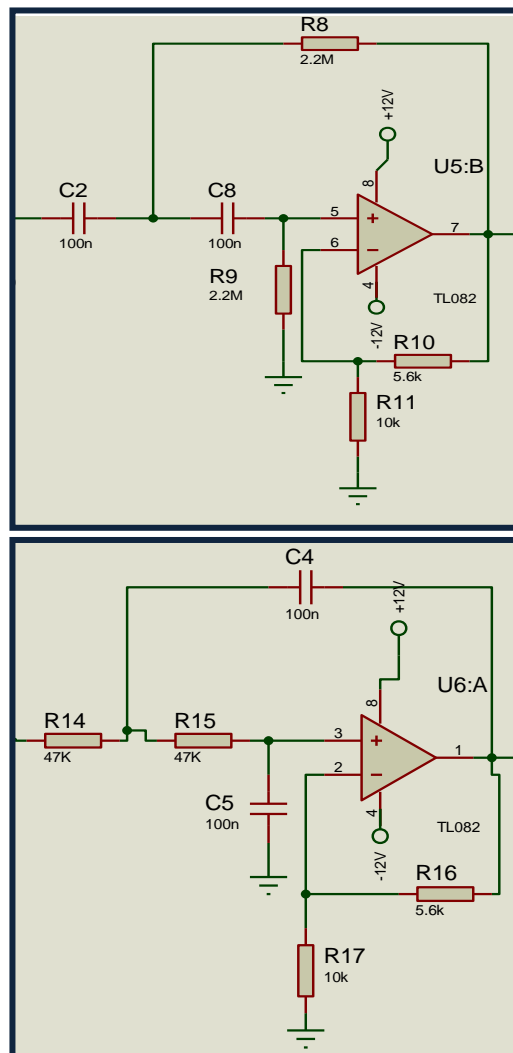 R8
2.2M
+12V
U5:B
C2
C8
8
100n
100n
5
6
7
R9
2.2M
4
TL082
-12V
R10
5.6k
R11
10k
C4
100n
+12V
U6:A
8
R14
R15
3
47K
47K
2
1
C5
100n
4
TL082
-12V
R16
5.6k
R17
10k